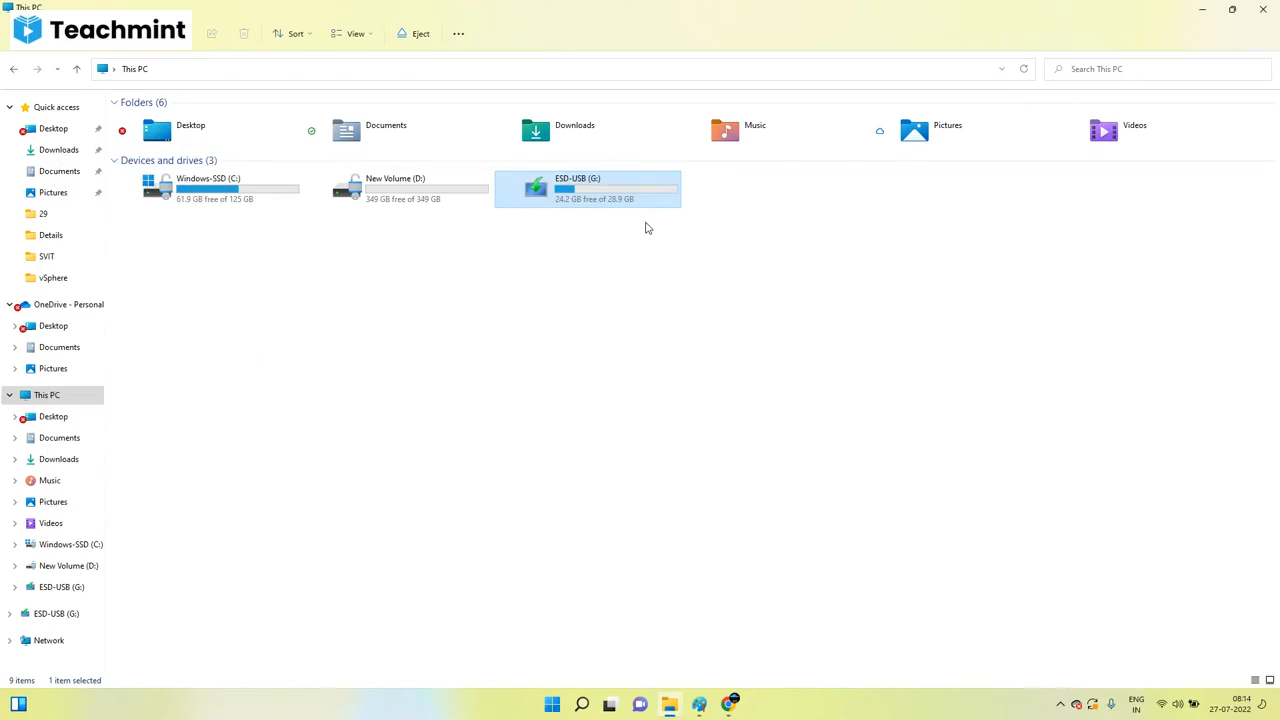 This PC
Teachmint
Sort
View
Eject
This PC
Search This PC
Quick access
Desktop
Downloads
Documents
Pictures
29
Details
SVIT
vSphere
OneDrive - Personal
Desktop
Documents
Pictures
This PC
Desktop
Documents
Downloads
Music
Pictures
Videos
Windows-SSD (C:)
New Volume (D:)
ESD-USB (G:)
ESD-USB (G:)
Network
Folders (6)
Desktop
Documents
Downloads
Music
Pictures
Videos
Devices and drives (3)
Windows-SSD (C:)
61.9 GB free of 125 GB
New Volume (D:)
349 GB free of 349 GB
ESD-USB (G:)
24.2 GB free of 28.9 GB
9 items 1 item selected
ENG
IN
08:14
27-07-2022